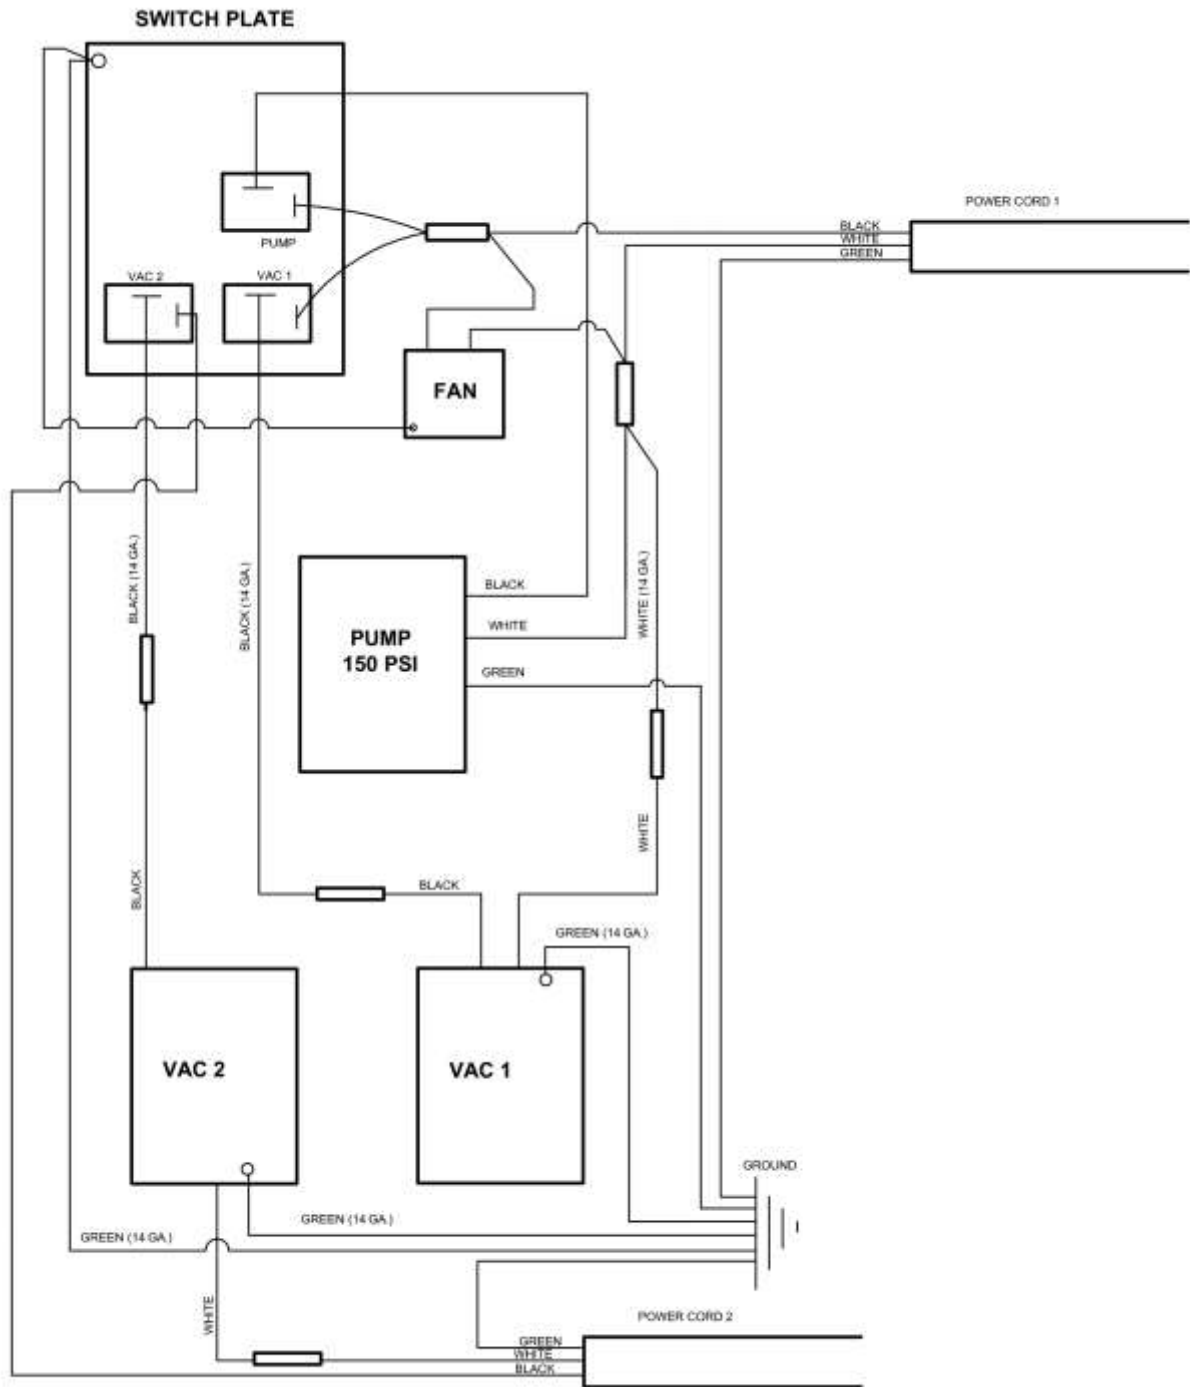 SWITCH PLATE
POWER CORD 1
BLACK
WHITE
GREEN
PUMP
VAC 2
VAC 1
FAN
BLACK (14 GA.)
BLACK (14 GA.)
WHITE (14 GA.)
BLACK
WHITE
GREEN
PUMP
150 PSI
WHITE
BLACK
BLACK
GREEN (14 GA.)
VAC 2
VAC 1
GROUND
GREEN (14 GA.)
GREEN (14 GA.)
WHITE
POWER CORD 2
GREEN
WHITE
BLACK